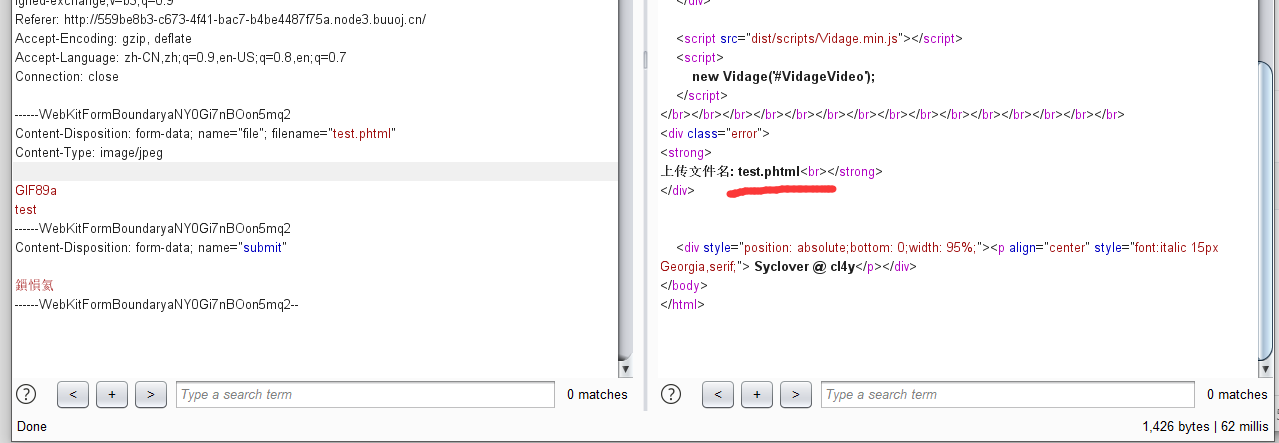 igned-exchange;v=b3;q=0.9
Referer: http://559be8b3-c673-4f41-bac7-b4be4487f75a.node3.buuoj.cn/
Accept-Encoding: gzip, deflate
Accept-Language: zh-CN,zh;q=0.9,en-US;q=0.8,en;q=0.7
Connection: close
------WebKitFormBoundaryaNY0Gi7nBOon5mq2
Content-Disposition: form-data; name="file"; filename="test.phtml"
Content-Type: image/jpeg
GIF89a
test
------WebKitFormBoundaryaNY0Gi7nBOon5mq2
Content-Disposition: form-data; name="submit"
鎻愪氦
------WebKitFormBoundaryaNY0Gi7nBOon5mq2--
? < + > Type a search term 0 matches
Done
</div>
<script src="dist/scripts/Vidage.min.js"></script>
<script>
new Vidage('#VidageVideo');
</script>
</br></br></br></br></br></br></br></br></br></br></br></br></br></br></br>
<div class="error">
<strong>
上传文件名: test.phtml<br></strong>
</div>
<div style="position: absolute;bottom: 0;width: 95%;"><p align="center" style="font:italic 15px
Georgia,serif;"> Syclover @ cl4y</p></div>
</body>
</html>
? < + > Type a search term 0 matches
1,426 bytes | 62 millis